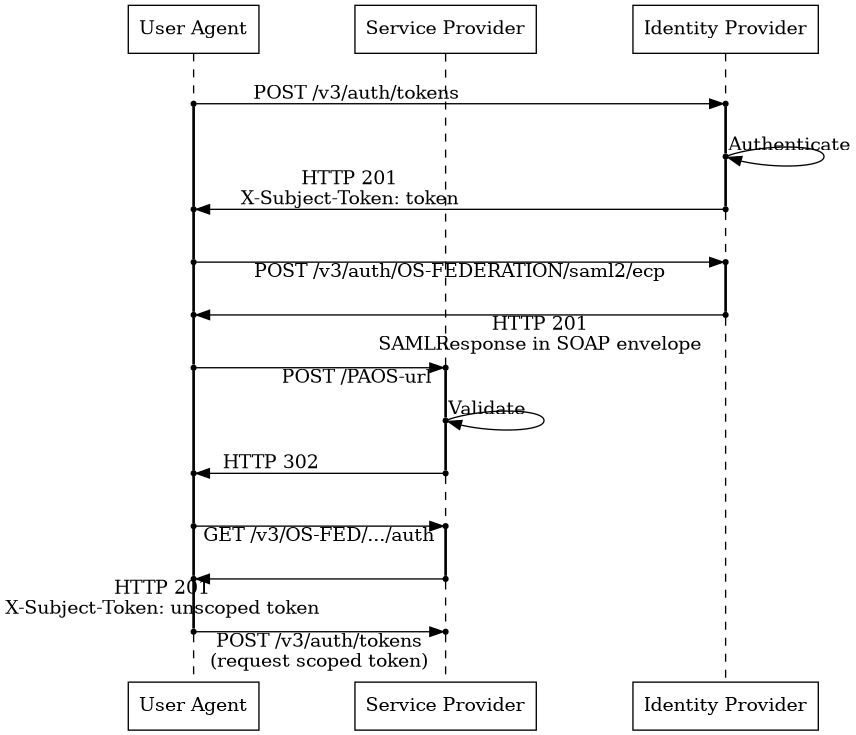 User Agent
Service Provider
Identity Provider
POST /v3/auth/tokens
Authenticate
HTTP 201
X-Subject-Token: token
POST /v3/auth/OS-FEDERATION/saml2/ecp
HTTP 201
SAMLResponse in SOAP envelope
POST /PAOS-url
Validate
HTTP 302
GET /v3/OS-FED/.../auth
HTTP 201
X-Subject-Token: unscoped token
POST /v3/auth/tokens
(request scoped token)
User Agent
Service Provider
Identity Provider